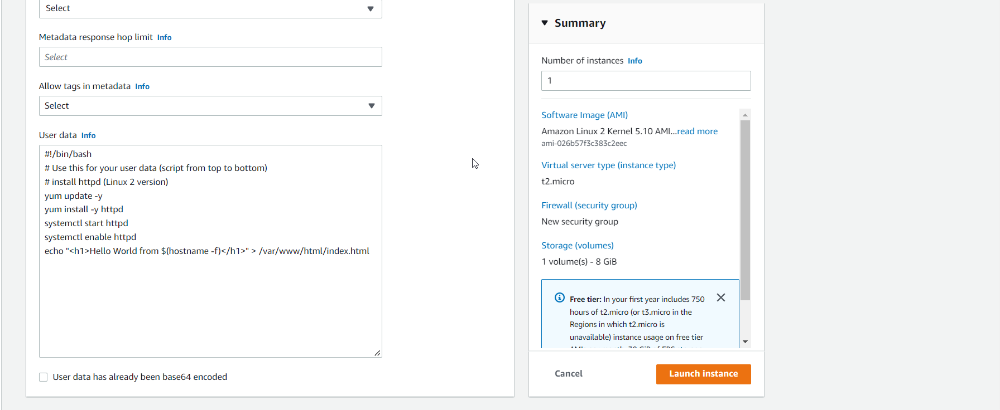 Select
Metadata response hop limit Info
Select
Allow tags in metadata Info
Select
User data Info
#!/bin/bash
# Use this for your user data (script from top to bottom)
# install httpd (Linux 2 version)
yum update -y
yum install -y httpd
systemctl start httpd
systemctl enable httpd
echo "<h1>Hello World from $(hostname -f)</h1>" > /var/www/html/index.html
User data has already been base64 encoded
Summary
Number of instances Info
1
Software Image (AMI)
Amazon Linux 2 Kernel 5.10 AMI...read more
ami-026b57f3c383c2eec
Virtual server type (instance type)
t2.micro
Firewall (security group)
New security group
Storage (volumes)
1 volume(s) - 8 GiB
Free tier: In your first year includes 750
hours of t2.micro (or t3.micro in the
Regions in which t2.micro is
unavailable) instance usage on free tier
Cancel
Launch instance